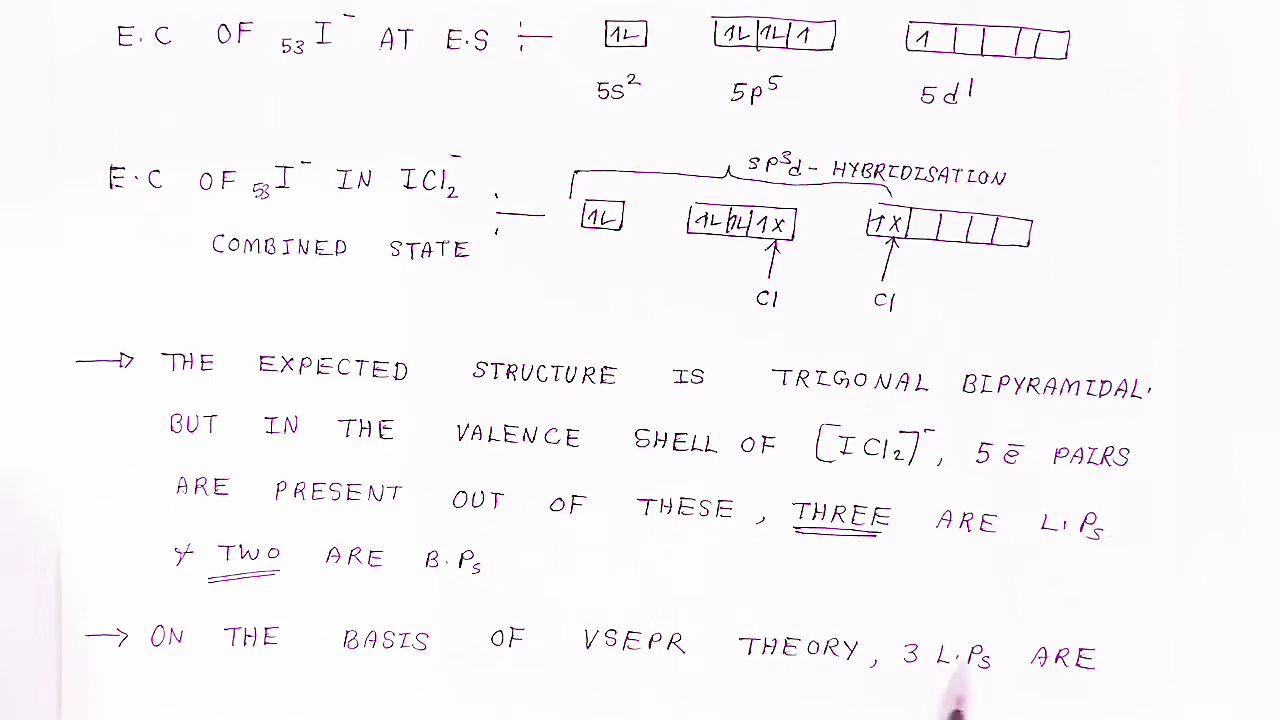 E.C OF ₅₃I⁻ AT E.S :— 1L 1L 1L 1 1
5s² 5p⁵ 5d¹
sp³d - HYBRIDISATION
E.C OF ₅₃I⁻ IN ICl₂⁻ :— 1L 1L 1L 1X 1X
COMBINED STATE
Cl Cl
→ THE EXPECTED STRUCTURE IS TRIGONAL BIPYRAMIDAL.
BUT IN THE VALENCE SHELL OF [ICl₂]⁻, 5 ē PAIRS
ARE PRESENT OUT OF THESE, THREE ARE L.Ps
& TWO ARE B.Ps
→ ON THE BASIS OF VSEPR THEORY, 3 L.Ps ARE